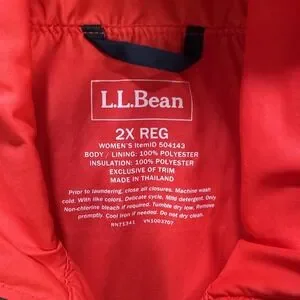 L.L.Bean
2X REG
WOMEN'S ItemID 504143
BODY / LINING: 100% POLYESTER
INSULATION: 100% POLYESTER
EXCLUSIVE OF TRIM
MADE IN THAILAND
Prior to laundering, close all closures. Machine wash
cold. With like colors. Delicate cycle. Mild detergent. Only
Non-chlorine bleach if required. Tumble dry low. Remove
promptly. Cool iron if needed. Do not dry clean.
RN71341 VN1003707